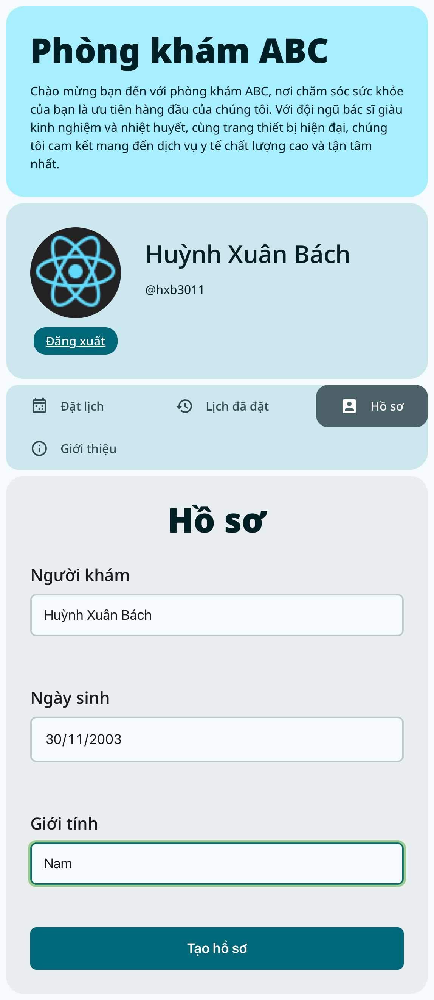 Phòng khám ABC
Chào mừng bạn đến với phòng khám ABC, nơi chăm sóc sức khỏe
của bạn là ưu tiên hàng đầu của chúng tôi. Với đội ngũ bác sĩ giàu
kinh nghiệm và nhiệt huyết, cùng trang thiết bị hiện đại, chúng
tôi cam kết mang đến dịch vụ y tế chất lượng cao và tận tâm
nhất.
Huỳnh Xuân Bách
@hxb3011
Đăng xuất
Đặt lịch
Lịch đã đặt
Hồ sơ
Giới thiệu
Hồ sơ
Người khám
Huỳnh Xuân Bách
Ngày sinh
30/11/2003
Giới tính
Nam
Tạo hồ sơ